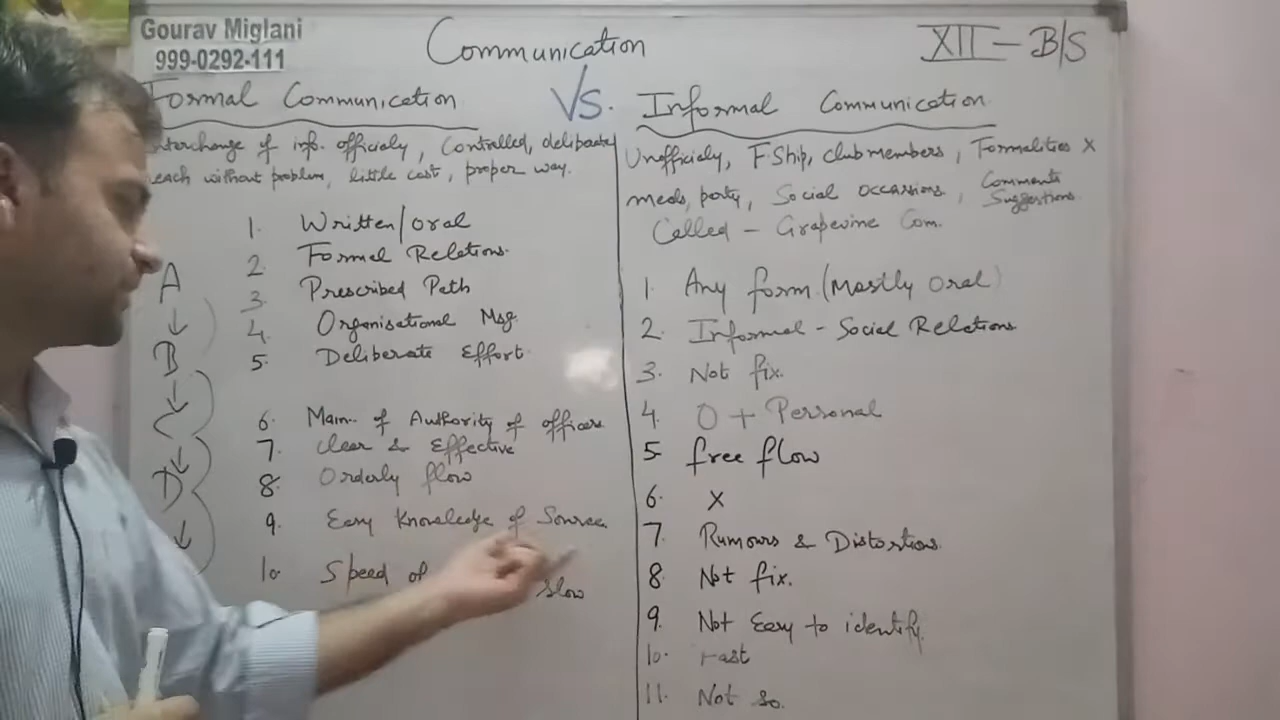 Gourav Miglani
999-0292-111
Communication
XII - B/S
Formal Communication
VS.
Informal Communication
of info. officially, Controlled, deliberate
each without problem, little cost, proper way.
1. Written/oral
2. Formal Relations.
3. Prescribed Path
4. Organisational Msg.
5. Deliberate Effort
6. Main. of Authority of officers
7. Clear & Effective
8. Orderly flow
9. Easy Knowledge of Source.
10. Speed of
slow
A
↓
B
↓
C
↓
D
↓
Unofficialy, F.Ship, club members, Formalities X
meals, party, Social occasions, Comments
Suggestions
Called - Grapevine Com.
1. Any form (Mostly Oral)
2. Informal - Social Relations
3. Not fix.
4. O + Personal
5. free flow
6. X
7. Rumours & Distortions
8. Not fix.
9. Not Easy to identify.
10. Fast
11. Not so.